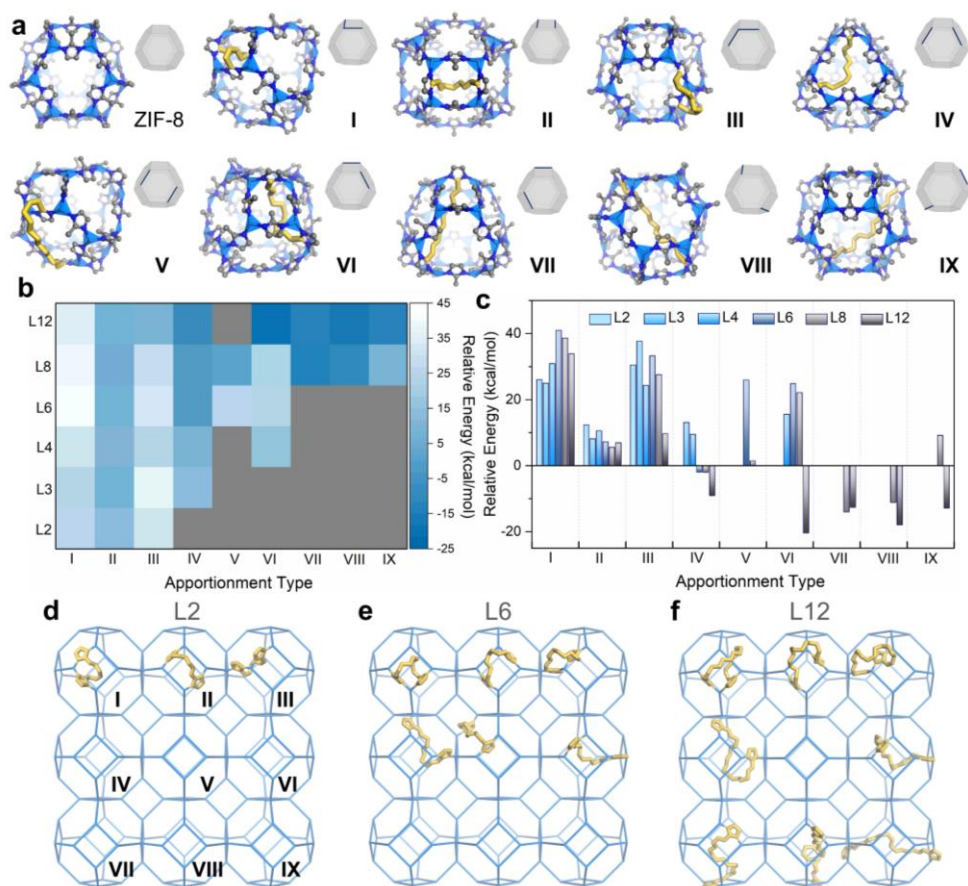 a
ZIF-8 I II III IV
V VI VII VIII IX
b
L12
L8
L6
L4
L3
L2
I II III IV V VI VII VIII IX
Apportionment Type
45
35
25
15
5
-5
-15
-25
Relative Energy (kcal/mol)
c
L2 L3 L4 L6 L8 L12
40
20
0
-20
Relative Energy (kcal/mol)
I II III IV V VI VII VIII IX
Apportionment Type
d L2
I II III
IV V VI
VII VIII IX
e L6
f L12